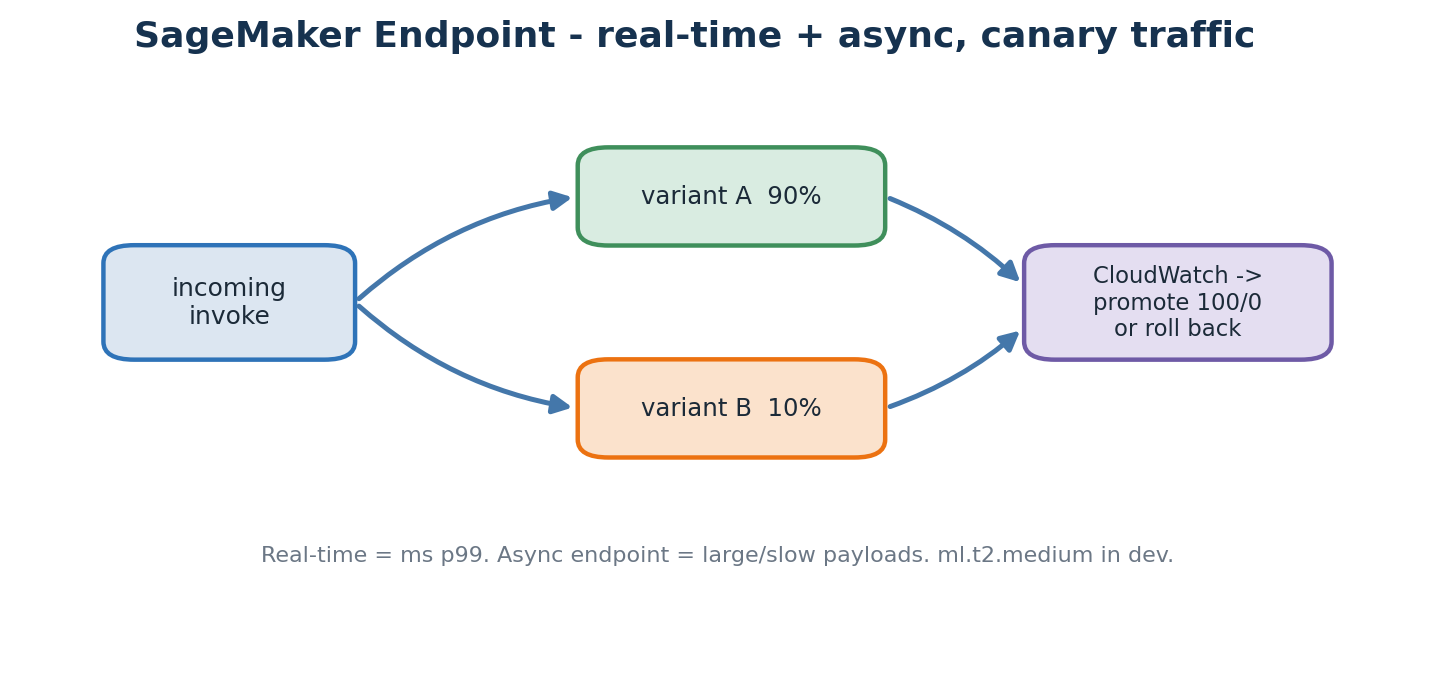 SageMaker Endpoint - real-time + async, canary traffic
incoming
invoke
variant A  90%
variant B  10%
CloudWatch ->
promote 100/0
or roll back
Real-time = ms p99. Async endpoint = large/slow payloads. ml.t2.medium in dev.